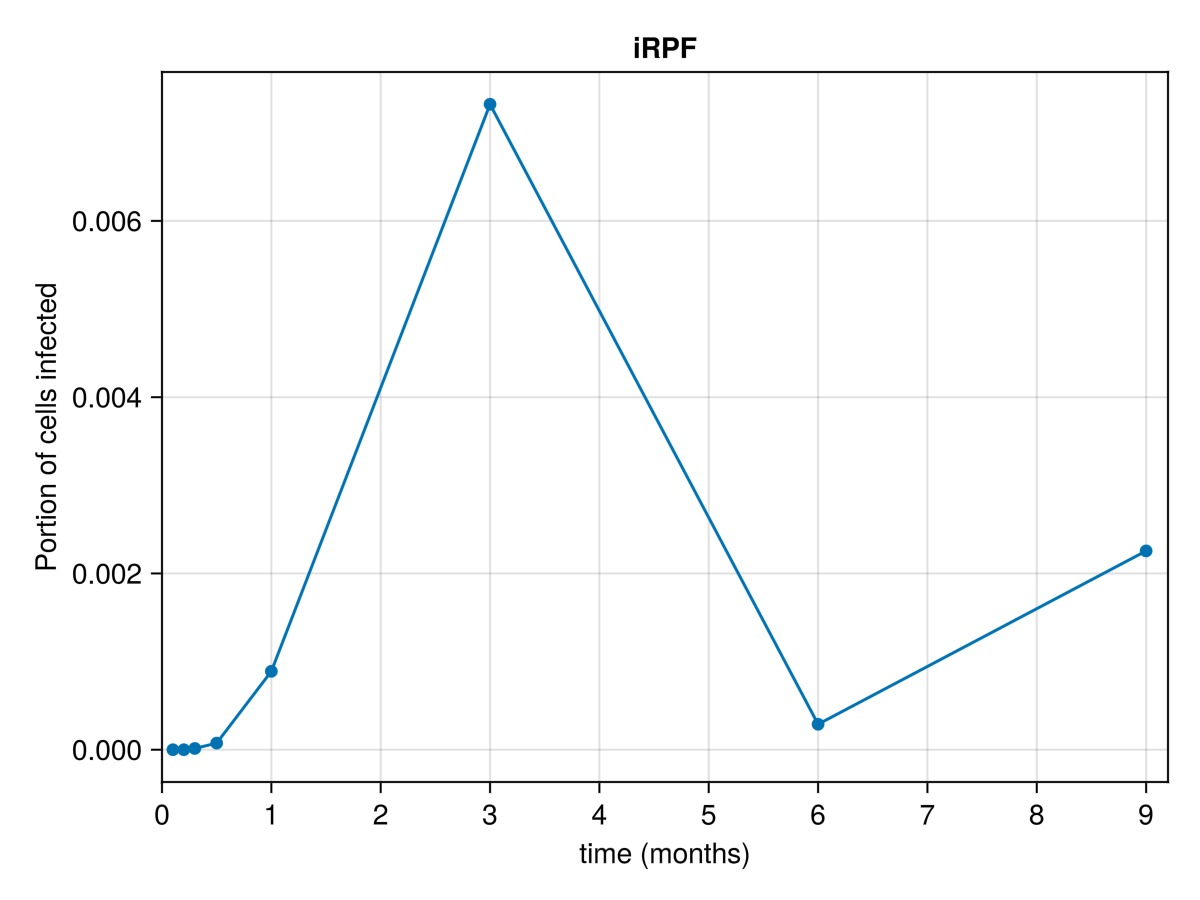 iRPF
Portion of cells infected
0.006
0.004
0.002
0.000
0 1 2 3 4 5 6 7 8 9
time (months)